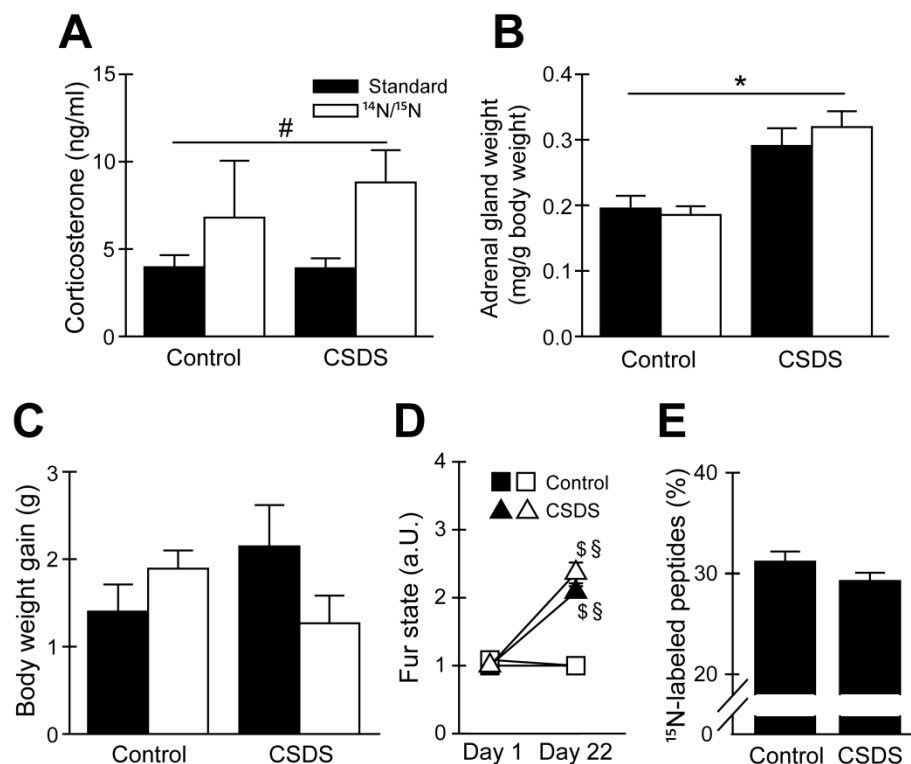 A
Corticosterone (ng/ml)
15
10
5
0
Standard
¹⁴N/¹⁵N
#
Control CSDS
B
Adrenal gland weight
(mg/g body weight)
0.4
0.3
0.2
0.1
0.0
*
Control CSDS
C
Body weight gain (g)
3
2
1
0
Control CSDS
D
Fur state (a.U.)
4
3
2
1
0
Control
CSDS
$ §
$ §
Day 1 Day 22
E
¹⁵N-labeled peptides (%)
40
30
20
0
Control CSDS